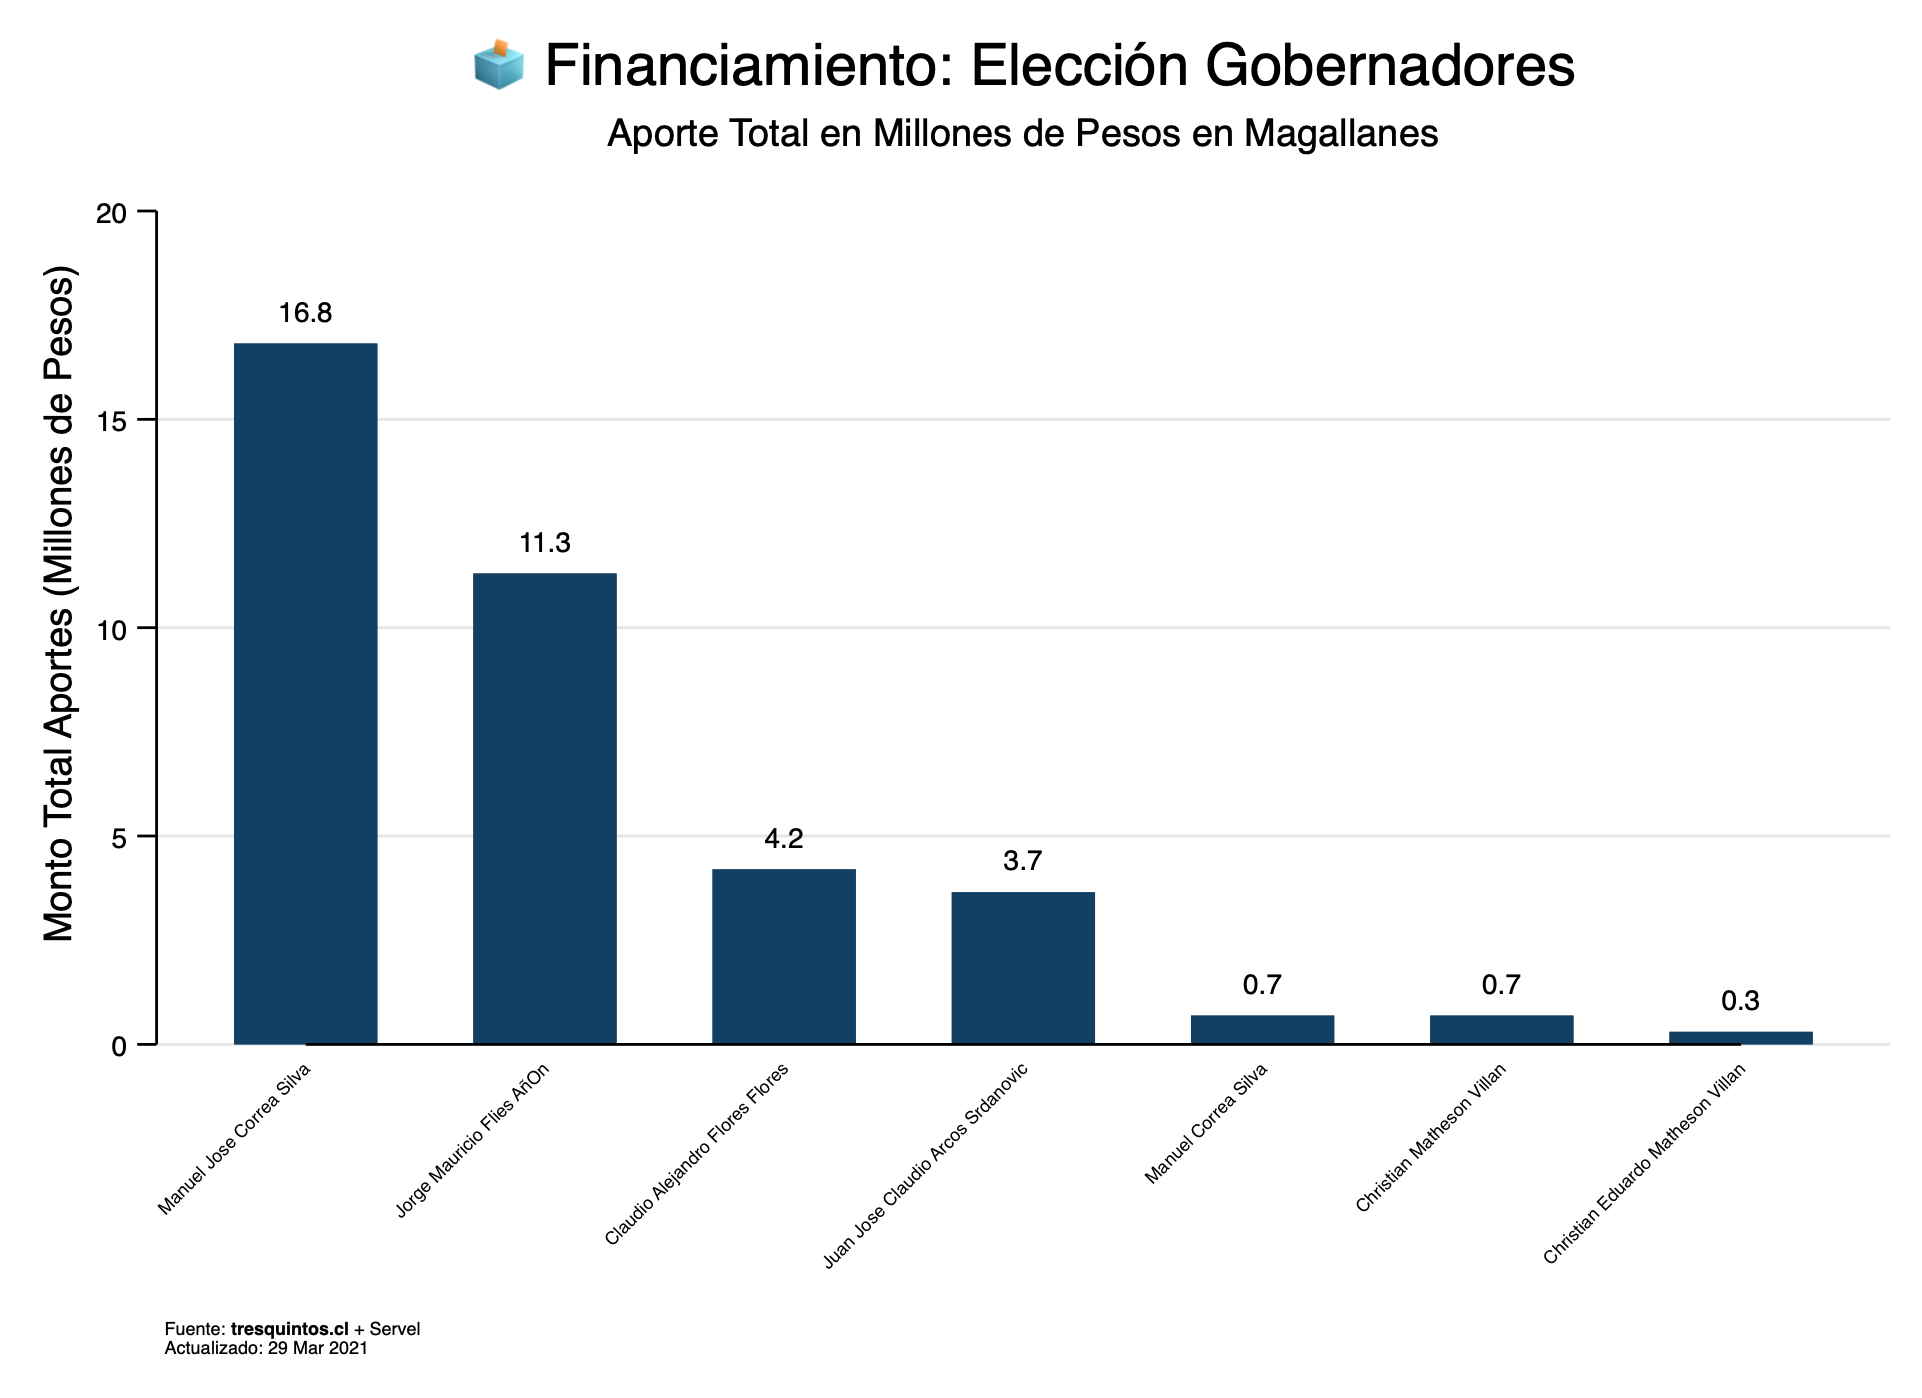 Financiamiento: Elección Gobernadores
Aporte Total en Millones de Pesos en Magallanes
Monto Total Aportes (Millones de Pesos)
20
15
10
5
0
16.8
11.3
4.2
3.7
0.7
0.7
0.3
Manuel Jose Correa Silva
Jorge Mauricio Flies AñOn
Claudio Alejandro Flores Flores
Juan Jose Claudio Arcos Srdanovic
Manuel Correa Silva
Christian Matheson Villan
Christian Eduardo Matheson Villan
Fuente: tresquintos.cl + Servel
Actualizado: 29 Mar 2021